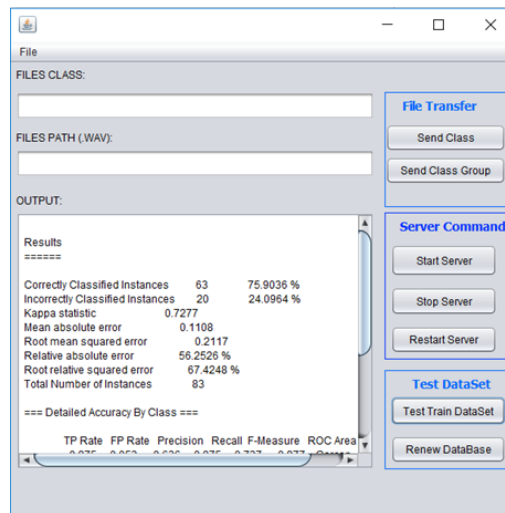 File
FILES CLASS:
FILES PATH (.WAV):
OUTPUT:
Results
======
Correctly Classified Instances 63 75.9036 %
Incorrectly Classified Instances 20 24.0964 %
Kappa statistic 0.7277
Mean absolute error 0.1108
Root mean squared error 0.2117
Relative absolute error 56.2526 %
Root relative squared error 67.4248 %
Total Number of Instances 83
=== Detailed Accuracy By Class ===
TP Rate FP Rate Precision Recall F-Measure ROC Area
File Transfer
Send Class
Send Class Group
Server Command
Start Server
Stop Server
Restart Server
Test DataSet
Test Train DataSet
Renew DataBase